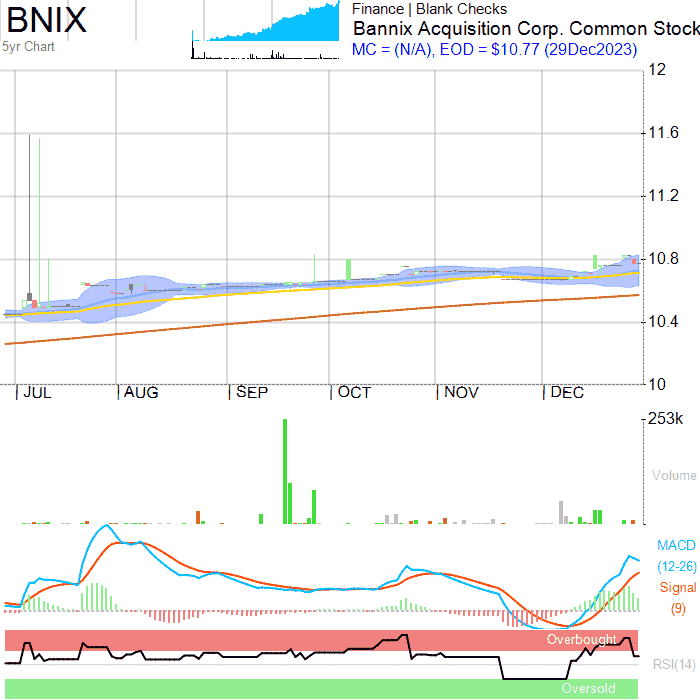 BNIX
5yr Chart
Finance | Blank Checks
Bannix Acquisition Corp. Common Stock
MC = (N/A), EOD = $10.77 (29Dec2023)
12
11.6
11.2
10.8
10.4
10
JUL AUG SEP OCT NOV DEC
253k
Volume
MACD
(12-26)
Signal
(9)
Overbought
RSI(14)
Oversold